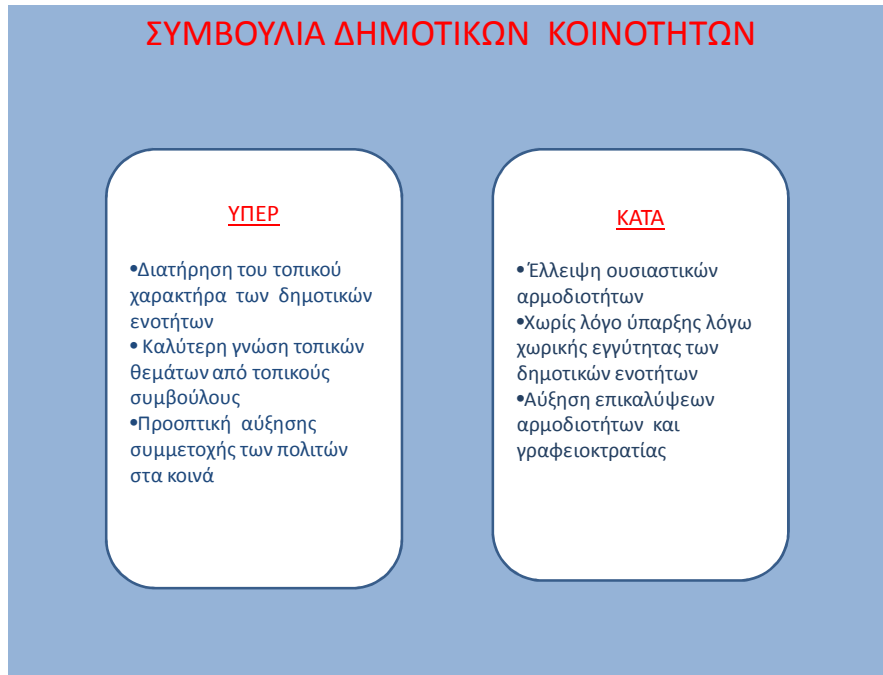 ΣΥΜΒΟΥΛΙΑ ΔΗΜΟΤΙΚΩΝ ΚΟΙΝΟΤΗΤΩΝ
ΥΠΕΡ
•Διατήρηση του τοπικού
χαρακτήρα των δημοτικών
ενοτήτων
• Καλύτερη γνώση τοπικών
θεμάτων από τοπικούς
συμβούλους
•Προοπτική αύξησης
συμμετοχής των πολιτών
στα κοινά
ΚΑΤΑ
• Έλλειψη ουσιαστικών
αρμοδιοτήτων
•Χωρίς λόγο ύπαρξης λόγω
χωρικής εγγύτητας των
δημοτικών ενοτήτων
•Αύξηση επικαλύψεων
αρμοδιοτήτων και
γραφειοκτρατίας